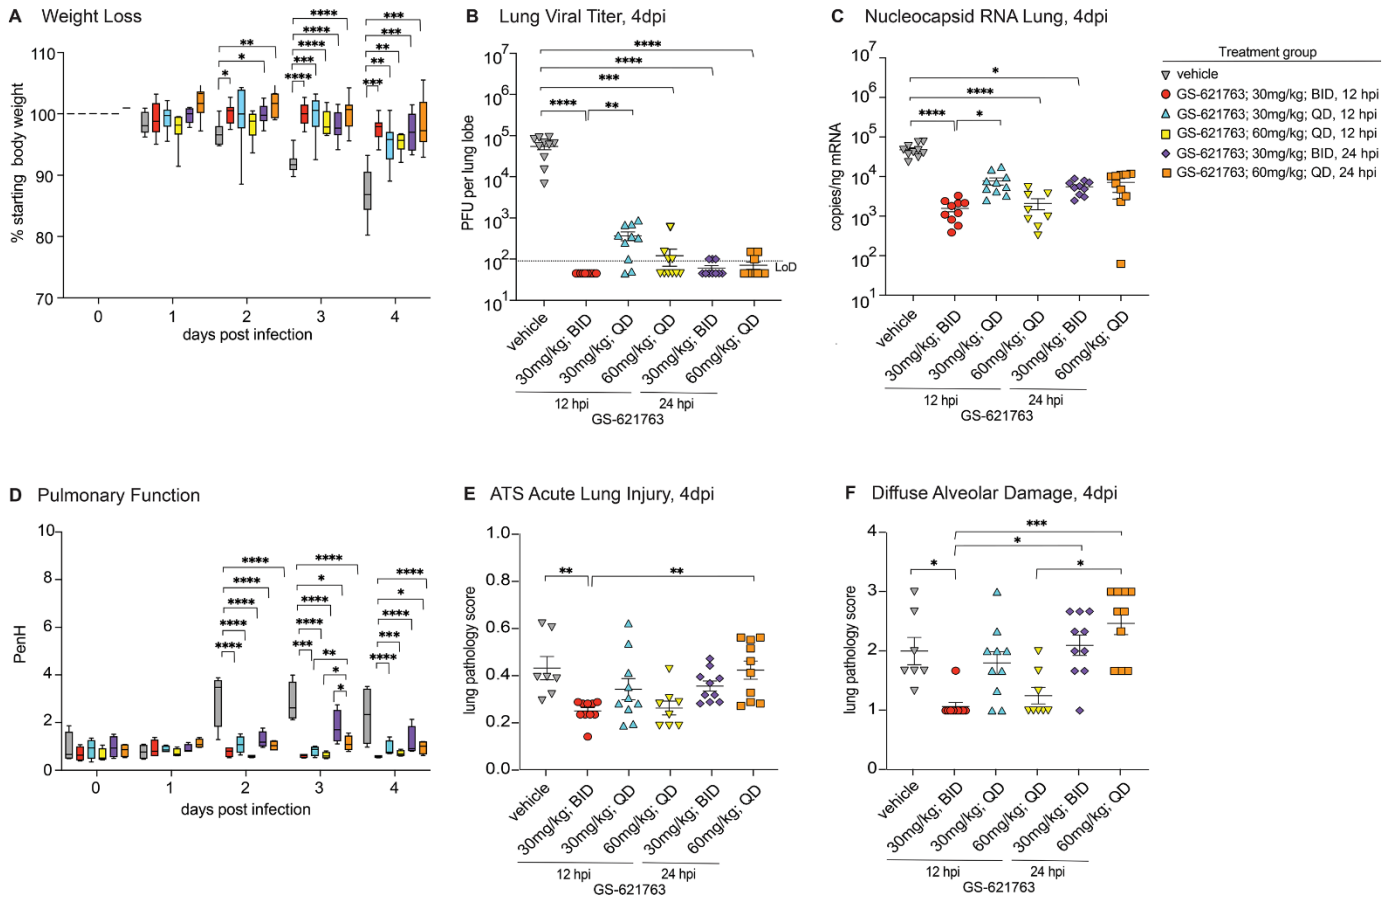 A Weight Loss
110
100
90
80
70
% starting body weight
0 1 2 3 4
days post infection
* * ** **** *** **** **** **** *** ** ** *** ***
B Lung Viral Titer, 4dpi
10^7
10^6
10^5
10^4
10^3
10^2
10^1
PFU per lung lobe
**** **** *** **** **
LoD
vehicle
30mg/kg; BID
30mg/kg; QD
60mg/kg; QD
30mg/kg; BID
60mg/kg; QD
12 hpi 24 hpi
GS-621763
C Nucleocapsid RNA Lung, 4dpi
10^7
10^6
10^5
10^4
10^3
10^2
10^1
copies/ng mRNA
* **** **** *
vehicle
30mg/kg; BID
30mg/kg; QD
60mg/kg; QD
30mg/kg; BID
60mg/kg; QD
12 hpi 24 hpi
GS-621763
Treatment group
vehicle
GS-621763; 30mg/kg; BID, 12 hpi
GS-621763; 30mg/kg; QD, 12 hpi
GS-621763; 60mg/kg; QD, 12 hpi
GS-621763; 30mg/kg; BID, 24 hpi
GS-621763; 60mg/kg; QD, 24 hpi
D Pulmonary Function
10
8
6
4
2
0
PenH
0 1 2 3 4
days post infection
**** **** **** **** **** **** * **** **** *** ** * * **** * **** *** ****
E ATS Acute Lung Injury, 4dpi
1.0
0.8
0.6
0.4
0.2
0.0
lung pathology score
** **
vehicle
30mg/kg; BID
30mg/kg; QD
60mg/kg; QD
30mg/kg; BID
60mg/kg; QD
12 hpi 24 hpi
GS-621763
F Diffuse Alveolar Damage, 4dpi
4
3
2
1
0
lung pathology score
*** * * *
vehicle
30mg/kg; BID
30mg/kg; QD
60mg/kg; QD
30mg/kg; BID
60mg/kg; QD
12 hpi 24 hpi
GS-621763